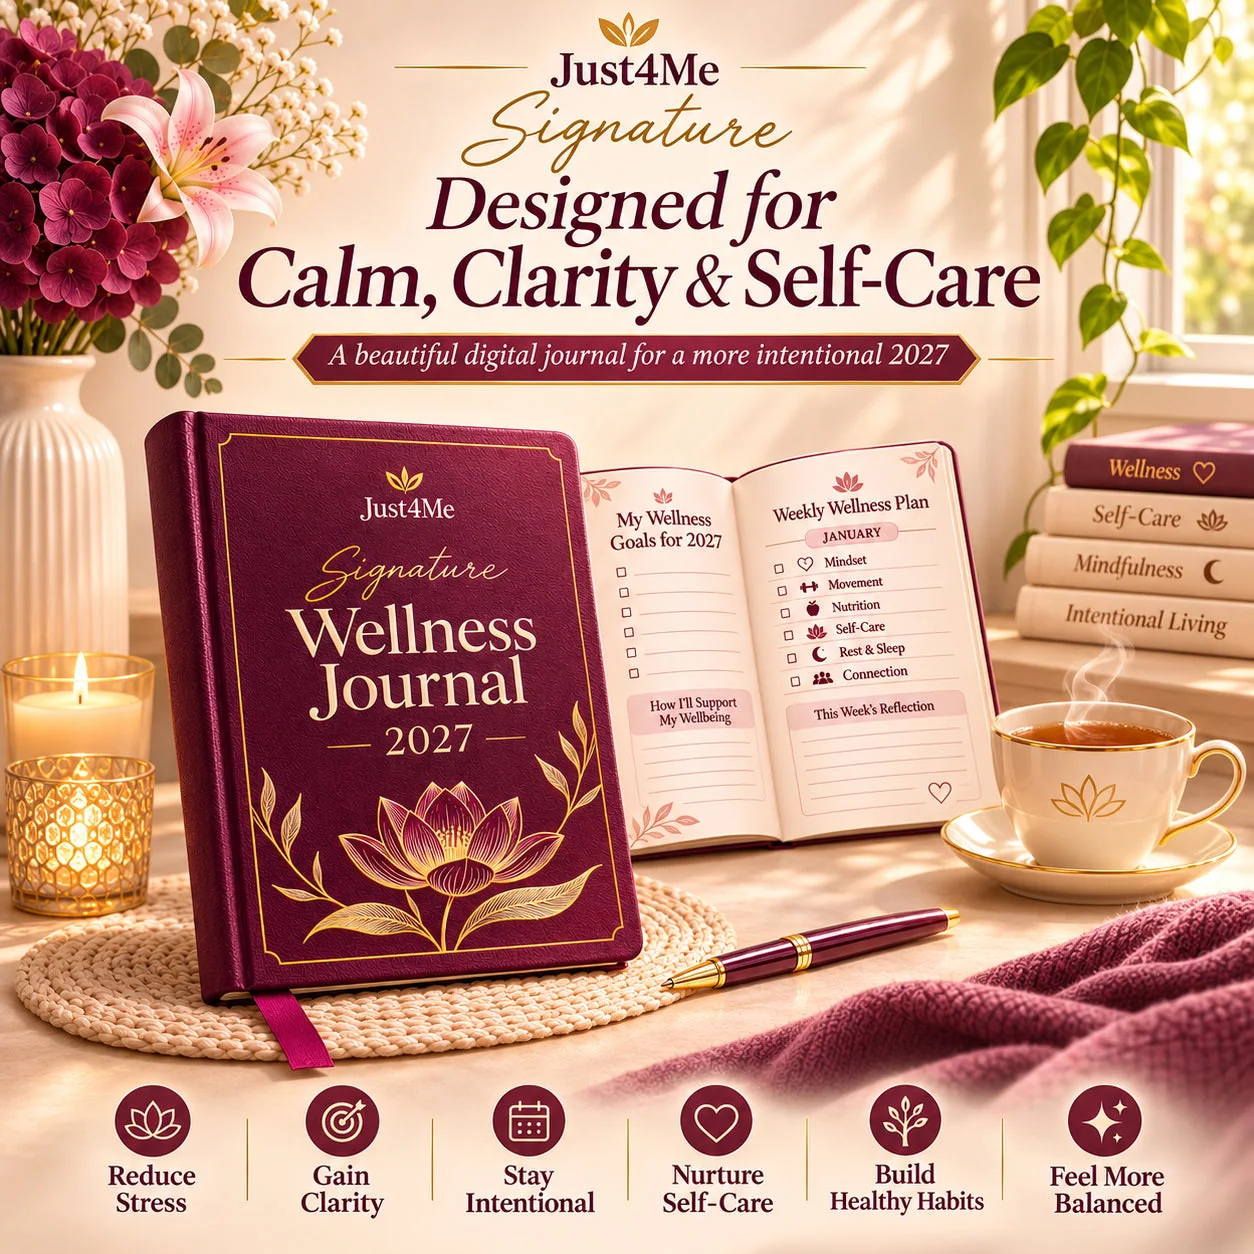 Just4Me
Signature
Designed for
Calm, Clarity & Self-Care
A beautiful digital journal for a more intentional 2027
Just4Me
Signature
Wellness
Journal
2027
My Wellness
Goals for 2027
How I'll Support
My Wellbeing
Weekly Wellness Plan
JANUARY
Mindset
Movement
Nutrition
Self-Care
Rest & Sleep
Connection
This Week's Reflection
Wellness
Self-Care
Mindfulness
Intentional Living
Reduce
Stress
Gain
Clarity
Stay
Intentional
Nurture
Self-Care
Build
Healthy Habits
Feel More
Balanced